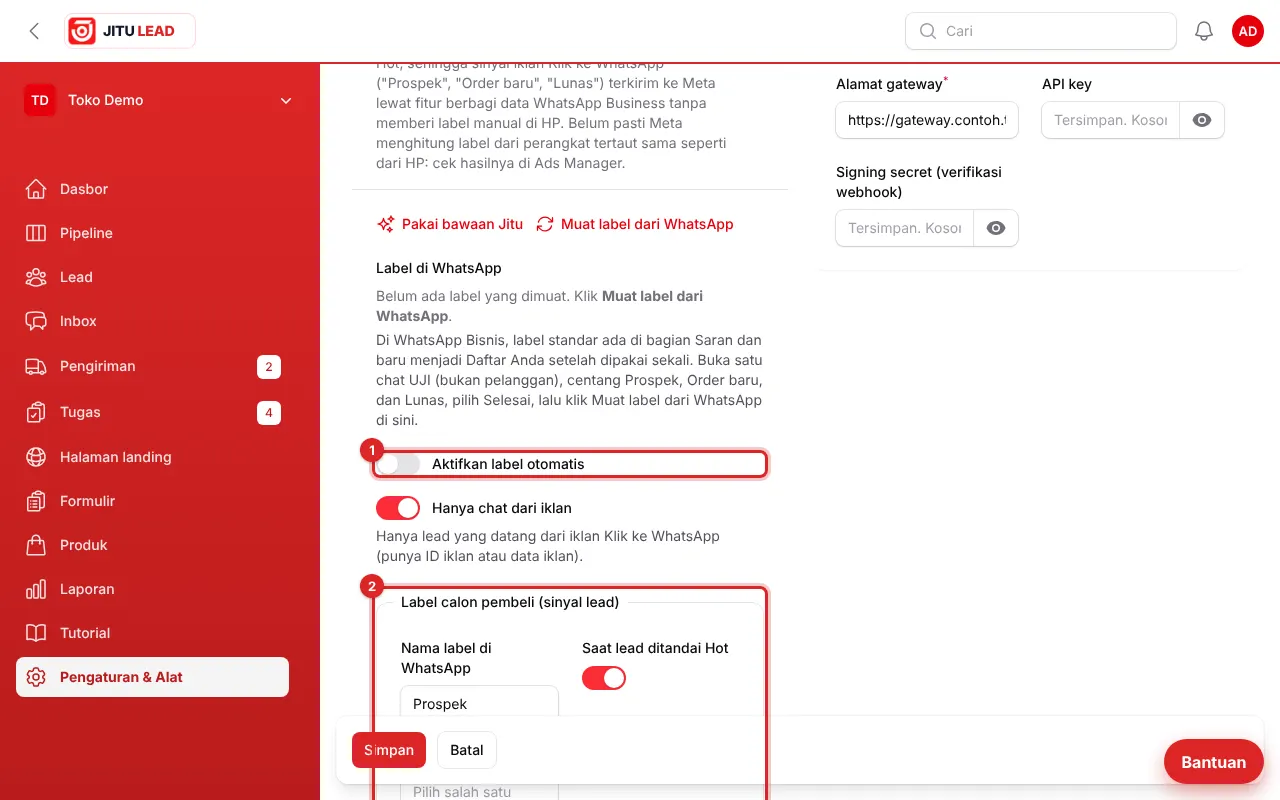 JITU LEAD
Cari
AD
TD
Toko Demo
Dasbor
Pipeline
Lead
Inbox
Pengiriman
2
Tugas
4
Halaman landing
Formulir
Produk
Laporan
Tutorial
Pengaturan & Alat
Hot, sehingga sinyal iklan Klik ke WhatsApp
("Prospek", "Order baru", "Lunas") terkirim ke Meta
lewat fitur berbagi data WhatsApp Business tanpa
memberi label manual di HP. Belum pasti Meta
menghitung label dari perangkat tertaut sama seperti
dari HP: cek hasilnya di Ads Manager.
Pakai bawaan Jitu
Muat label dari WhatsApp
Label di WhatsApp
Belum ada label yang dimuat. Klik Muat label dari
WhatsApp.
Di WhatsApp Bisnis, label standar ada di bagian Saran dan
baru menjadi Daftar Anda setelah dipakai sekali. Buka satu
chat UJI (bukan pelanggan), centang Prospek, Order baru,
dan Lunas, pilih Selesai, lalu klik Muat label dari WhatsApp
di sini.
1
Aktifkan label otomatis
Hanya chat dari iklan
Hanya lead yang datang dari iklan Klik ke WhatsApp
(punya ID iklan atau data iklan).
2
Label calon pembeli (sinyal lead)
Nama label di
WhatsApp
Prospek
Saat lead ditandai Hot
Pilih salah satu
Simpan
Batal
Alamat gateway*
https://gateway.contoh.t
API key
Tersimpan. Koson
Signing secret (verifikasi
webhook)
Tersimpan. Koson
Bantuan